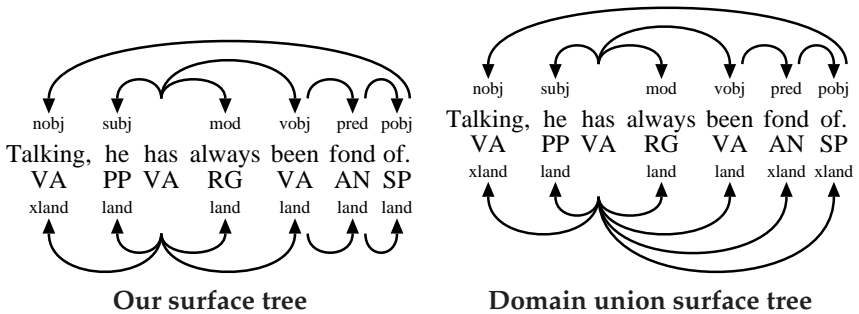 nobj subj mod vobj pred pobj
Talking, he has always been fond of.
VA PP VA RG VA AN SP
xland land land land land land
Our surface tree
nobj subj mod vobj pred pobj
Talking, he has always been fond of.
VA PP VA RG VA AN SP
xland land land land xland xland
Domain union surface tree